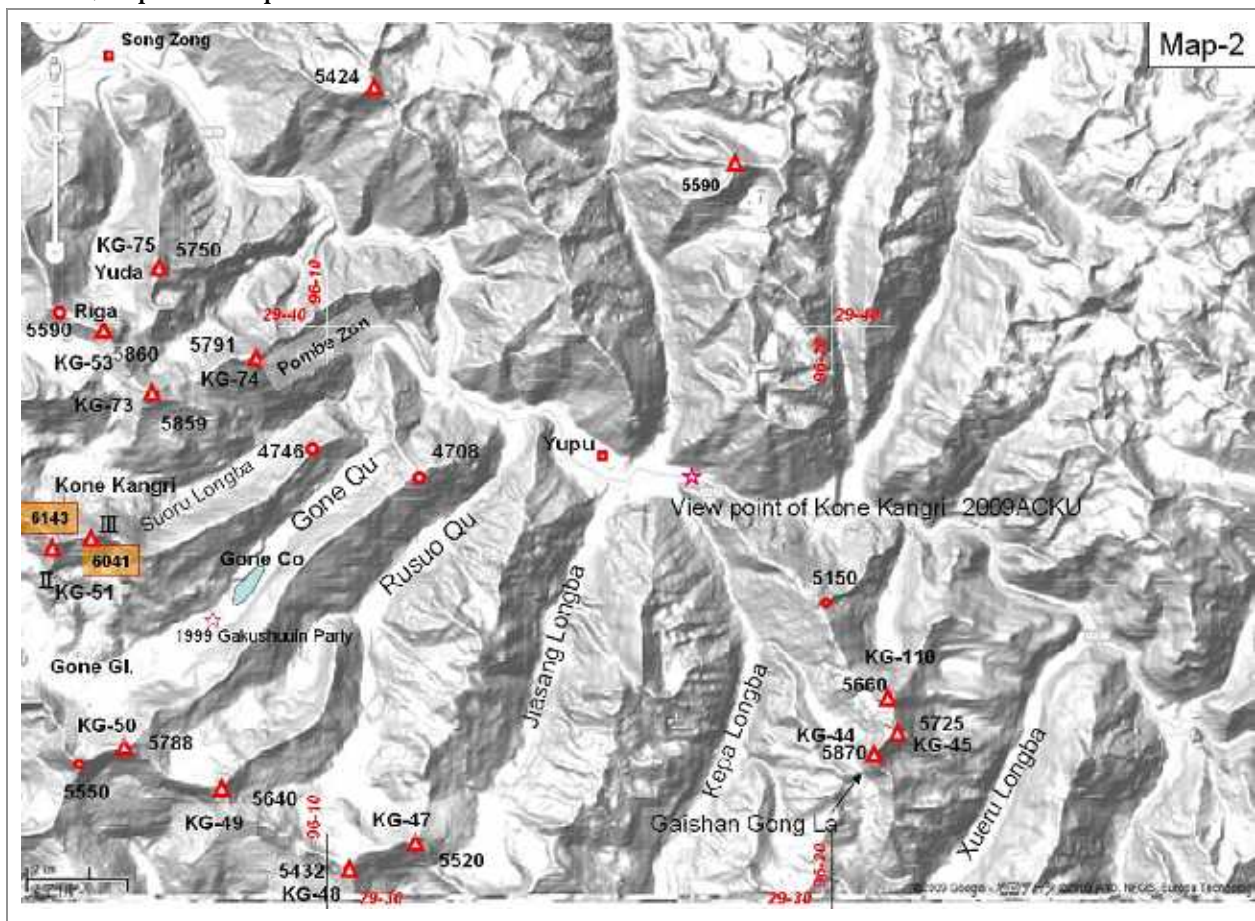 Map-2
Song Zong
5424
5590
KG-75
5750
Yuda
96-10
Riga
29-40
29-40
5590
5860
5791
Pombe Zon
KG-53
KG-74
KG-73
5859
4746
4708
Yupu
Kone Kangri
Suoru Longba
Gone Qu
View point of Kone Kangri 2009ACKU
6143
III
6041
Gone Co
Rusuo Qu
II
KG-51
5150
1999 Gakushuuin Party
Jiasang Longba
Gone Gl.
KG-110
5660
KG-50
5788
Kepa Longba
KG-44
5725
5870
KG-45
5550
5640
Xueru Longba
KG-49
96-10
KG-47
Gaishan Gong La
5520
96-20
5432
KG-48
29-30
29-30